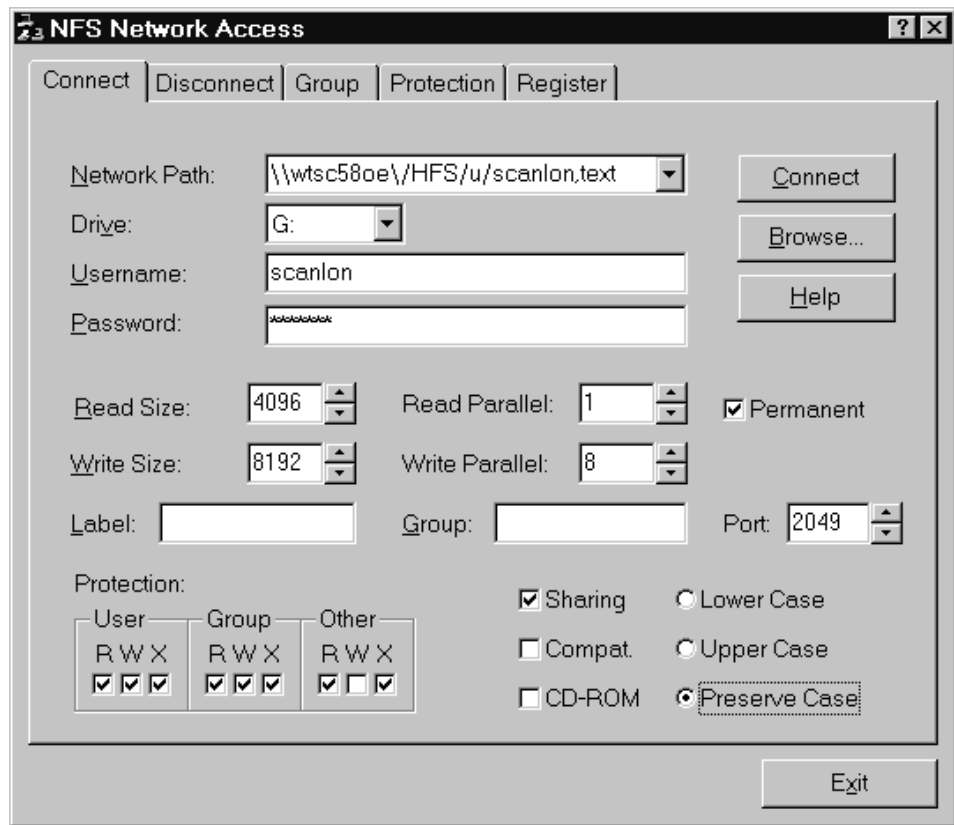 NFS Network Access
Connect Disconnect Group Protection Register
Network Path: \\wtsc58oe\/HFS/u/scanlon,text Connect
Drive: G: Browse...
Username: scanlon Help
Password: ********
Read Size: 4096 Read Parallel: 1 Permanent
Write Size: 8192 Write Parallel: 8
Label: Group: Port: 2049
Protection:
User Group Other
R W X R W X R W X
Sharing Lower Case
Compat. Upper Case
CD-ROM Preserve Case
Exit